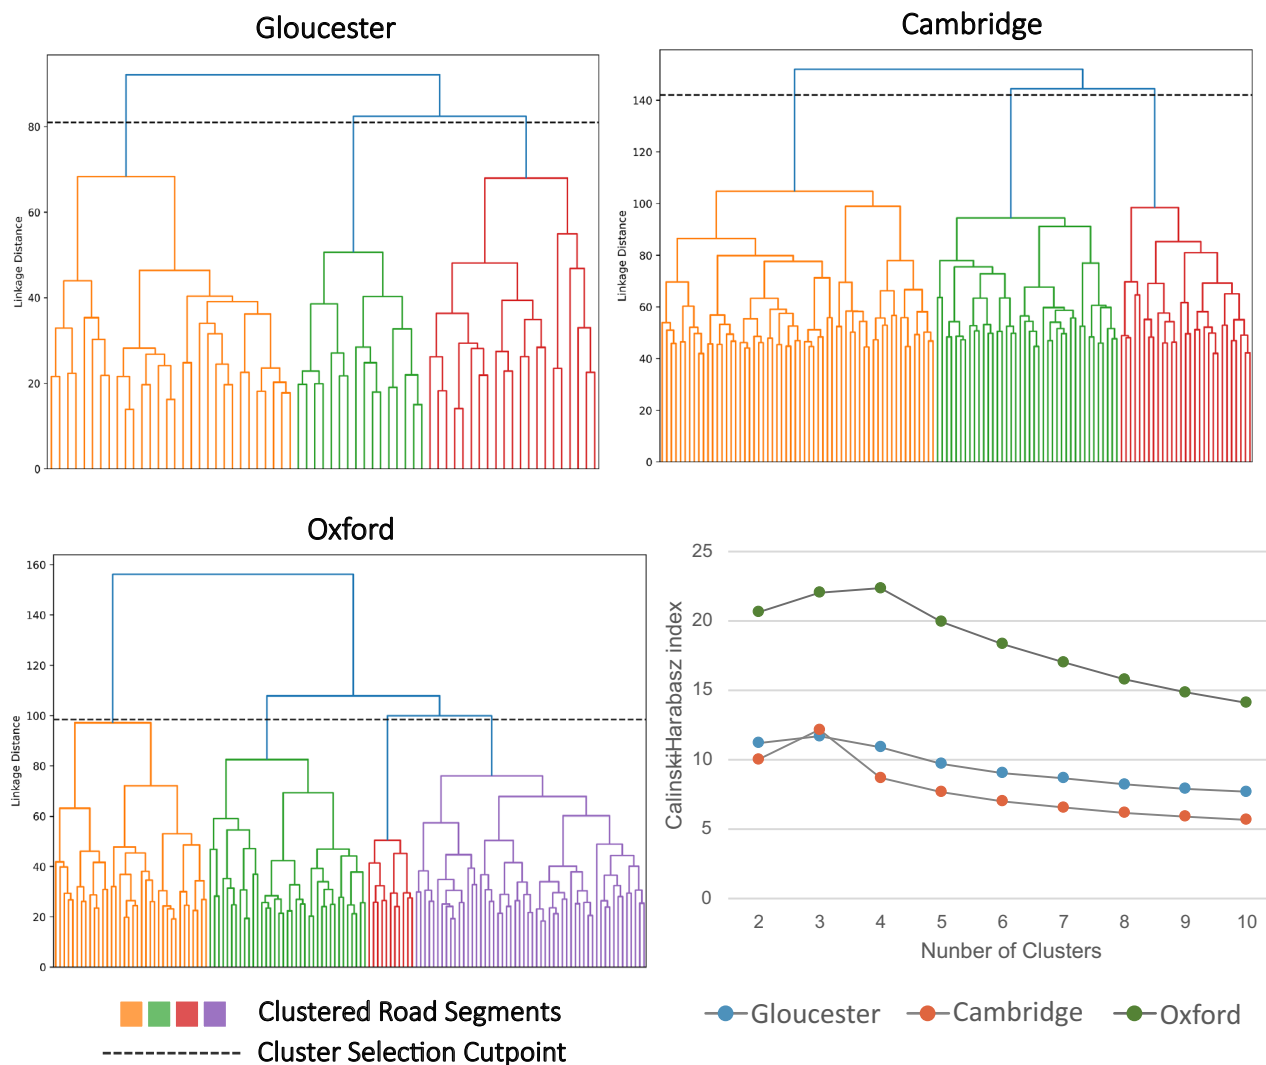 Gloucester
Linkage Distance
80
60
40
20
0
Cambridge
Linkage Distance
140
120
100
80
60
40
20
0
Oxford
Linkage Distance
160
140
120
100
80
60
40
20
0
Calinski-Harabasz index
25
20
15
10
5
0
2 3 4 5 6 7 8 9 10
Nunber of Clusters
Clustered Road Segments
Cluster Selection Cutpoint
Gloucester Cambridge Oxford